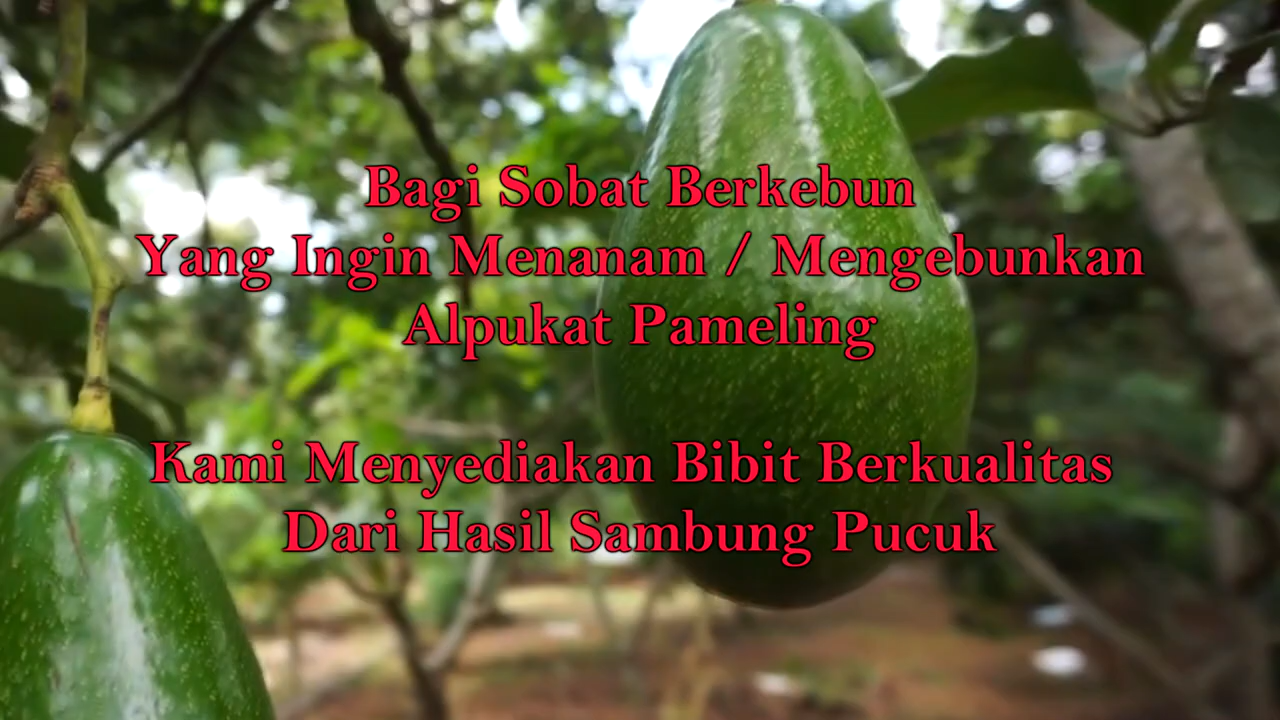 Bagi Sobat Berkebun
Yang Ingin Menanam / Mengebunkan
Alpukat Pameling
Kami Menyediakan Bibit Berkualitas
Dari Hasil Sambung Pucuk